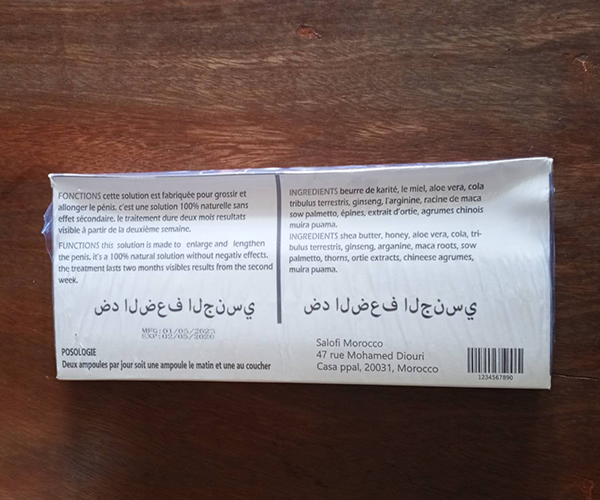 FONCTIONS cette solution est fabriquée pour grossir et
allonger le pénis. c'est une solution 100% naturelle sans
effet sécondaire. le traitement dure deux mois resultats
visible á partir de la deuxième semaine.
FUNCTIONS this solution is made to enlarge and lengthen
the penis. it's a 100% natural solution without negativ effects.
the treatment lasts two months visibles results from the second
week.
ضد الضعف الجنسي
MFG:01/05/2023
EXP:
POSOLOGIE
Deux ampoules par jour soit une ampoule le matin et une au coucher
INGREDIENTS beurre de karité, le miel, aloe vera, cola
tribulus terrestris, ginseng, l'arginine, racine de maca
sow palmetto, épines, extrait d'ortie, agrumes chinois
muira puama.
INGREDIENTS shea butter, honey, aloe vera, cola, tri-
bulus terrestris, ginseng, arganine, maca roots, sow
palmetto, thorns, ortie extracts, chineese agrumes,
muira puama.
ضد الضعف الجنسي
Salofi Morocco
47 rue Mohamed Diouri
Casa ppal, 20031, Morocco
1234567890